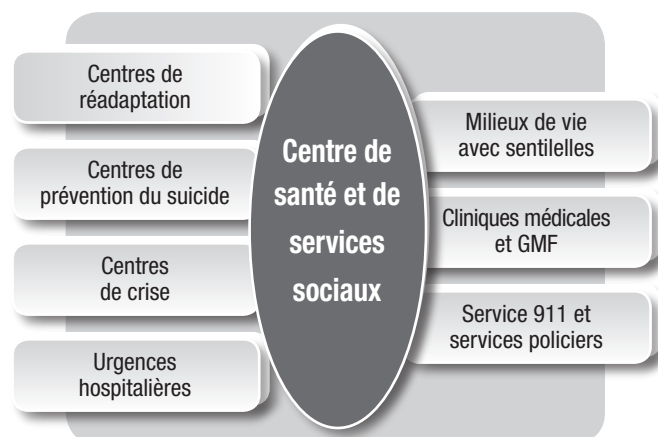 Centres de
réadaptation
Centres de
prévention du suicide
Centres
de crise
Urgences
hospitalières
Centre de
santé et de
services
sociaux
Milieux de vie
avec sentilelles
Cliniques médicales
et GMF
Service 911 et
services policiers